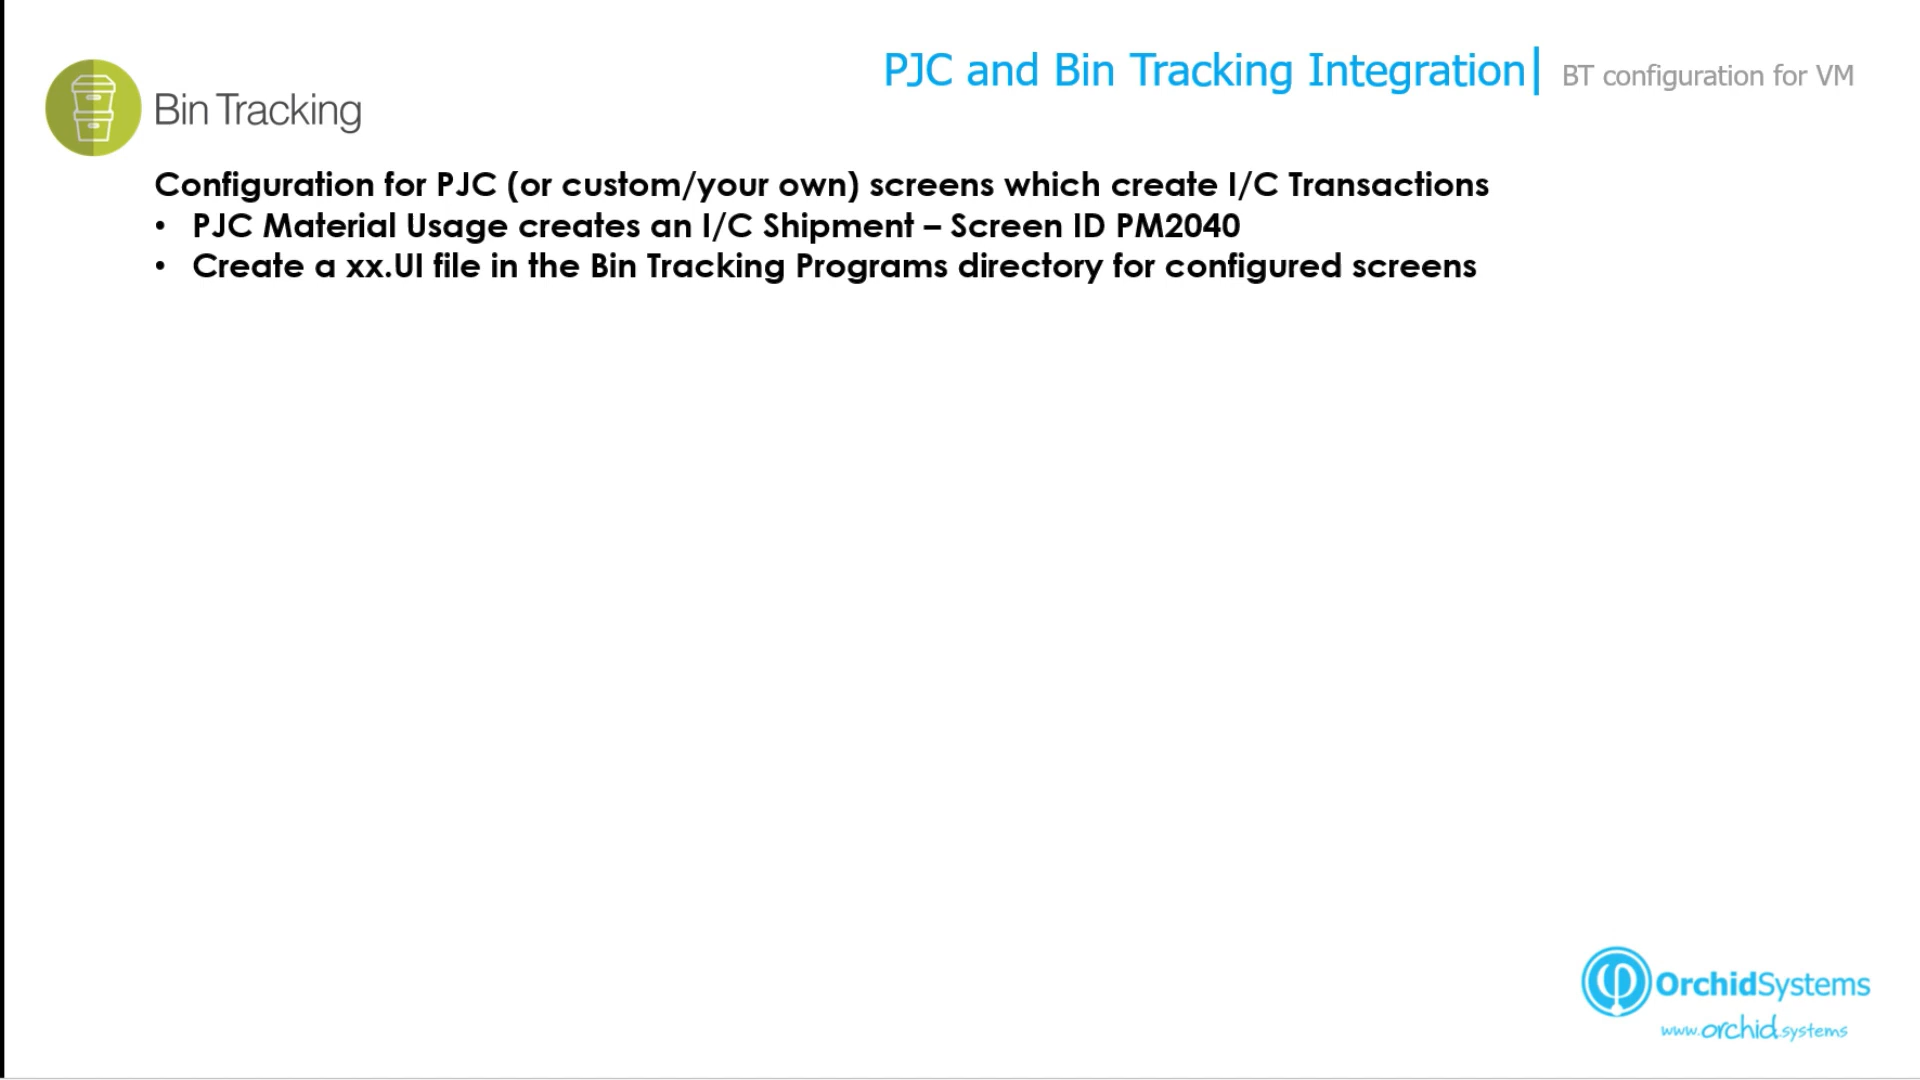 PJC and Bin Tracking Integration| BT configuration for VM
Bin Tracking
Configuration for PJC (or custom/your own) screens which create I/C Transactions
• PJC Material Usage creates an I/C Shipment – Screen ID PM2040
• Create a xx.UI file in the Bin Tracking Programs directory for configured screens
OrchidSystems
www.orchid.systems